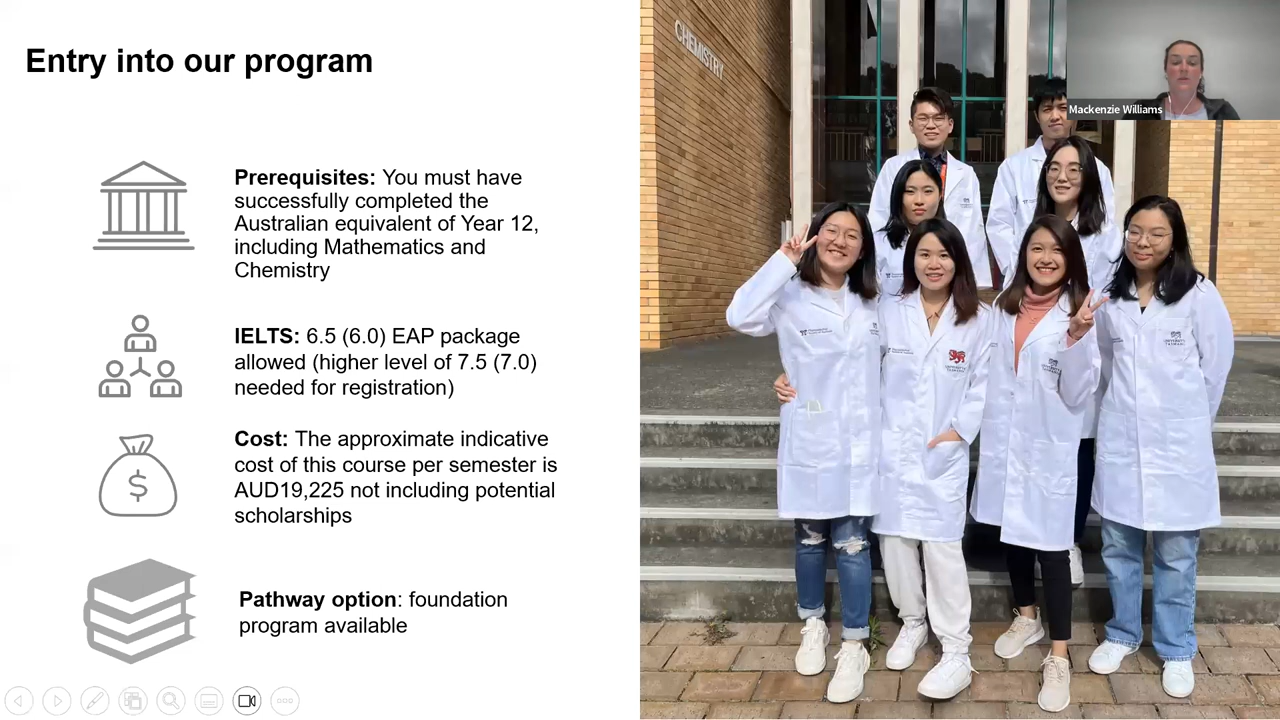 Entry into our program
Prerequisites: You must have
successfully completed the
Australian equivalent of Year 12,
including Mathematics and
Chemistry
IELTS: 6.5 (6.0) EAP package
allowed (higher level of 7.5 (7.0)
needed for registration)
Cost: The approximate indicative
cost of this course per semester is
AUD19,225 not including potential
scholarships
Pathway option: foundation
program available
CHEMISTRY
Mackenzie Williams